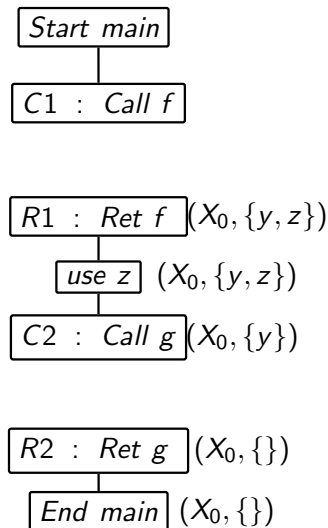 Start main
C1 : Call f
R1 : Ret f (X₀, {y, z})
use z (X₀, {y, z})
C2 : Call g (X₀, {y})
R2 : Ret g (X₀, {})
End main (X₀, {})